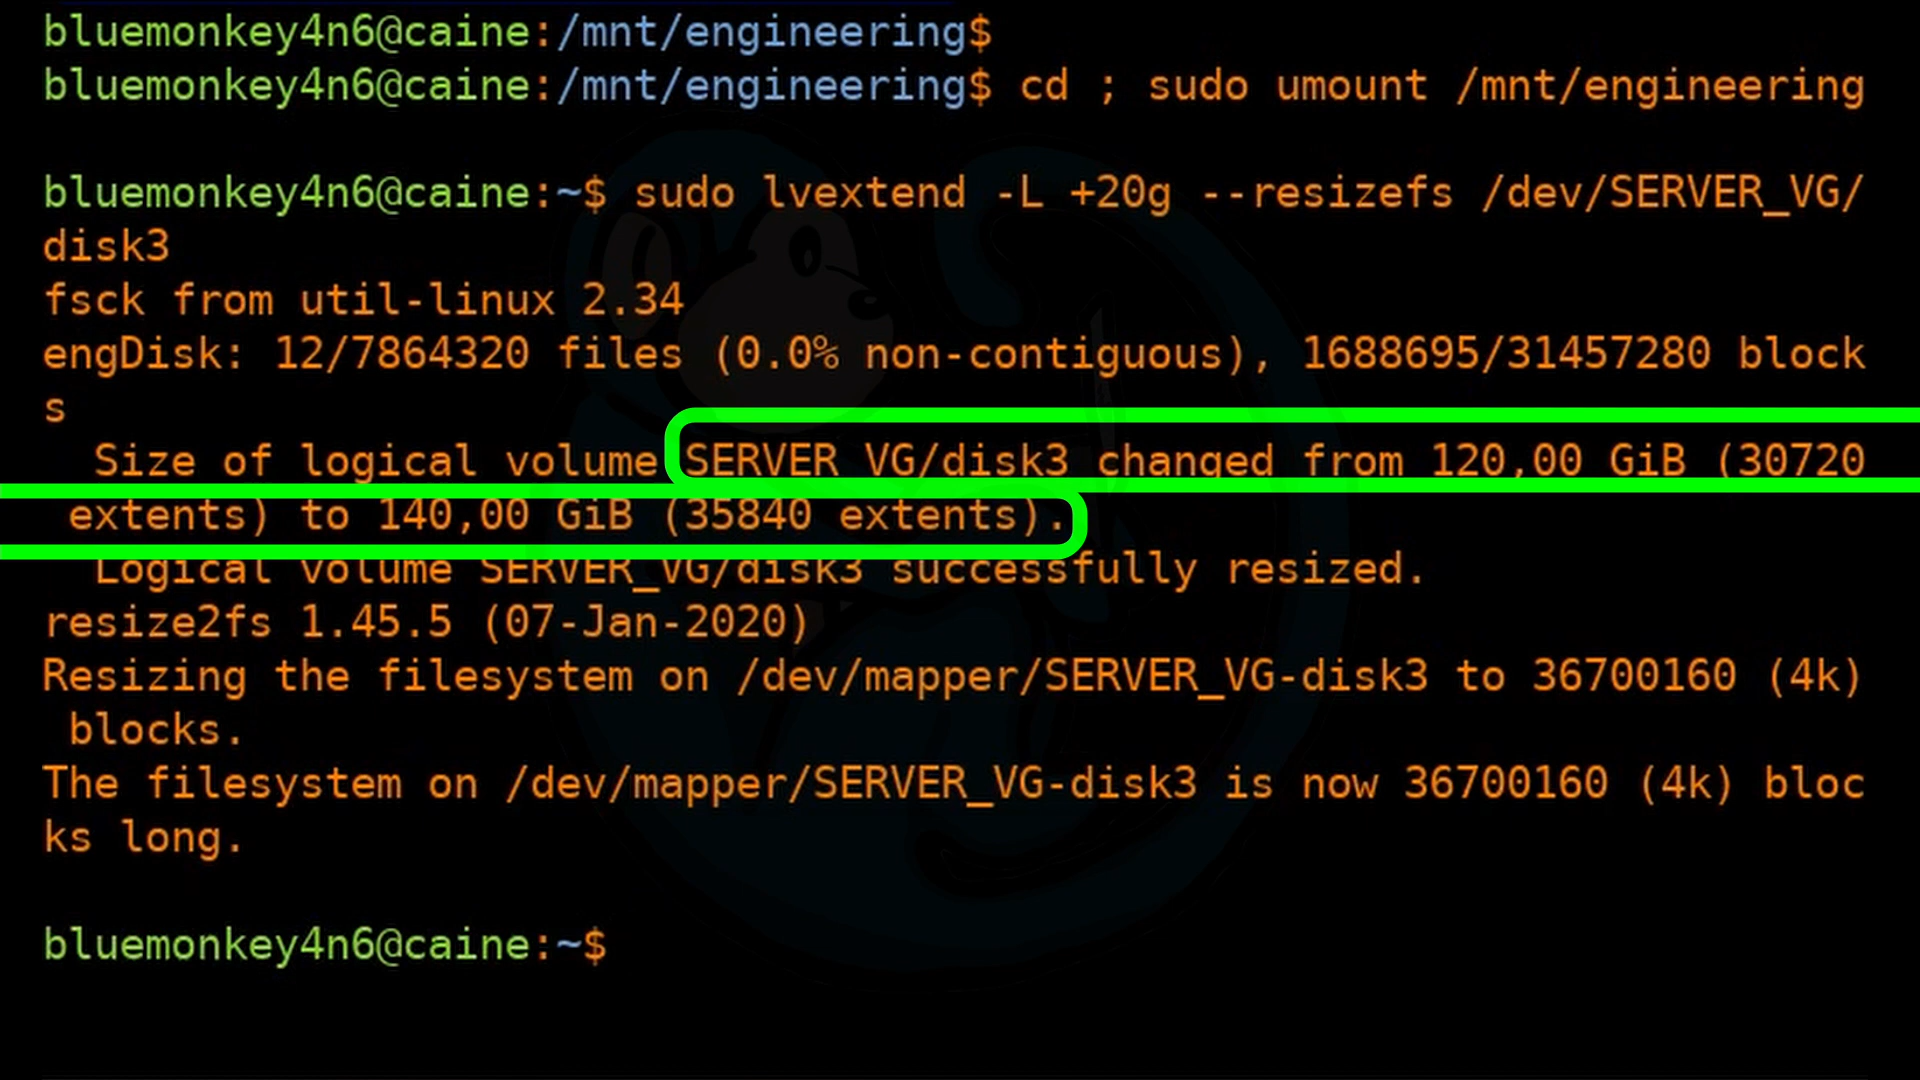 bluemonkey4n6@caine:/mnt/engineering$
bluemonkey4n6@caine:/mnt/engineering$ cd ; sudo umount /mnt/engineering
bluemonkey4n6@caine:~$ sudo lvextend -L +20g --resizefs /dev/SERVER_VG/
disk3
fsck from util-linux 2.34
engDisk: 12/7864320 files (0.0% non-contiguous), 1688695/31457280 block
s
  Size of logical volume SERVER_VG/disk3 changed from 120,00 GiB (30720
 extents) to 140,00 GiB (35840 extents).
  Logical volume SERVER_VG/disk3 successfully resized.
resize2fs 1.45.5 (07-Jan-2020)
Resizing the filesystem on /dev/mapper/SERVER_VG-disk3 to 36700160 (4k)
 blocks.
The filesystem on /dev/mapper/SERVER_VG-disk3 is now 36700160 (4k) bloc
ks long.
bluemonkey4n6@caine:~$